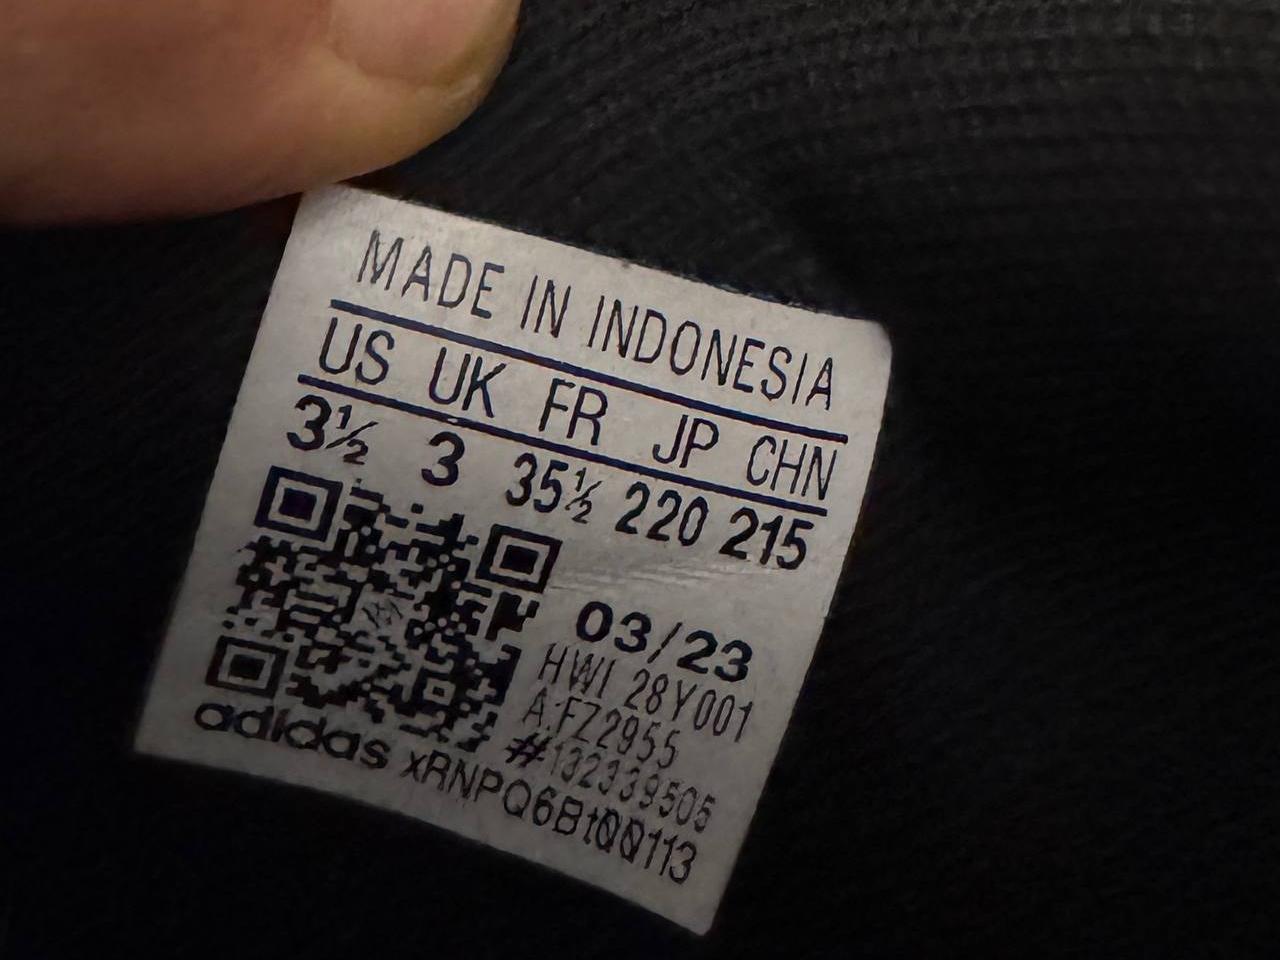 MADE IN INDONESIA
US UK FR JP CHN
3½ 3 35½ 220 215
03/23
HWI 28Y001
A:FZ2955
#132339505
adidas xRNPQ6Bt00113